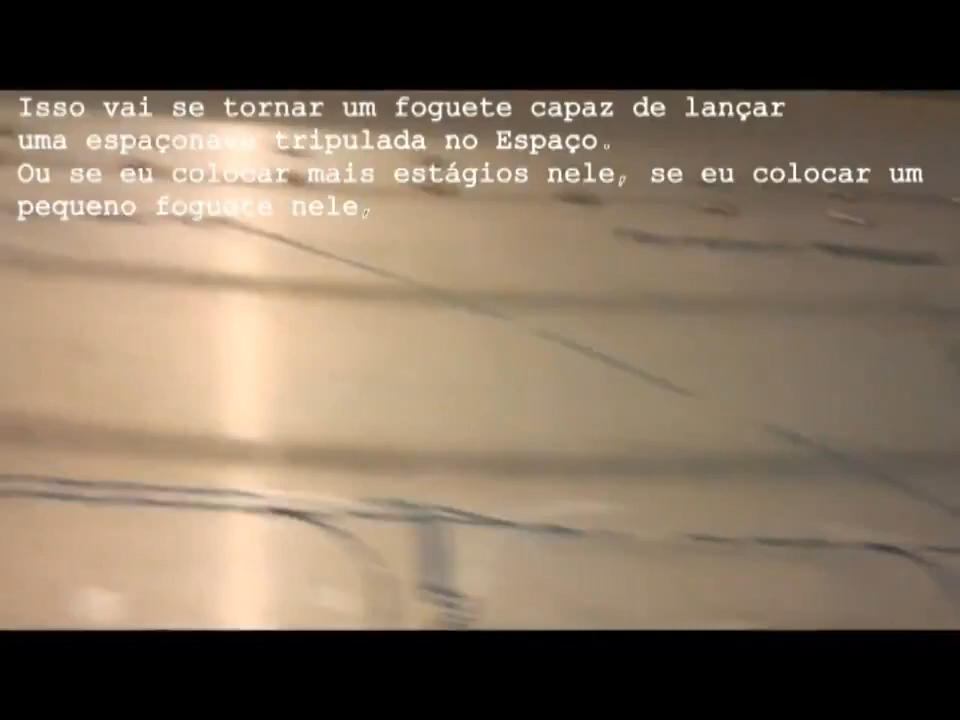 Isso vai se tornar um foguete capaz de lançar
uma espaçonave tripulada no Espaço.
Ou se eu colocar mais estágios nele, se eu colocar um
pequeno foguete nele,